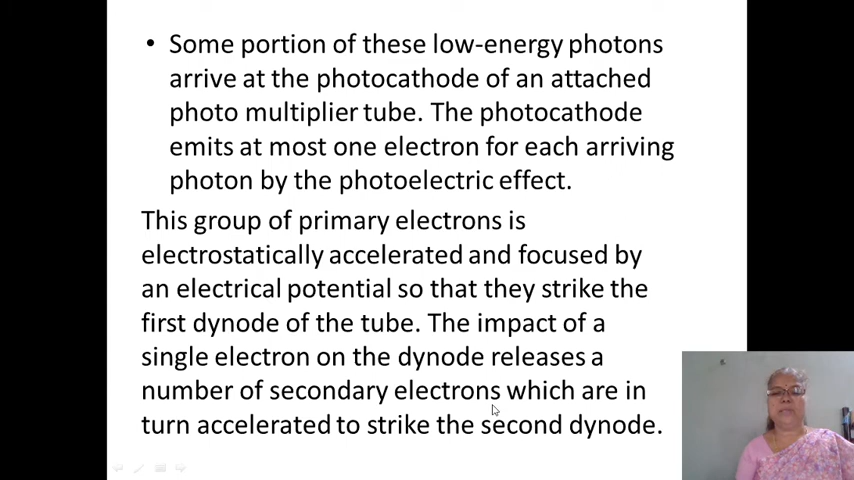 • Some portion of these low-energy photons
arrive at the photocathode of an attached
photo multiplier tube. The photocathode
emits at most one electron for each arriving
photon by the photoelectric effect.
This group of primary electrons is
electrostatically accelerated and focused by
an electrical potential so that they strike the
first dynode of the tube. The impact of a
single electron on the dynode releases a
number of secondary electrons which are in
turn accelerated to strike the second dynode.